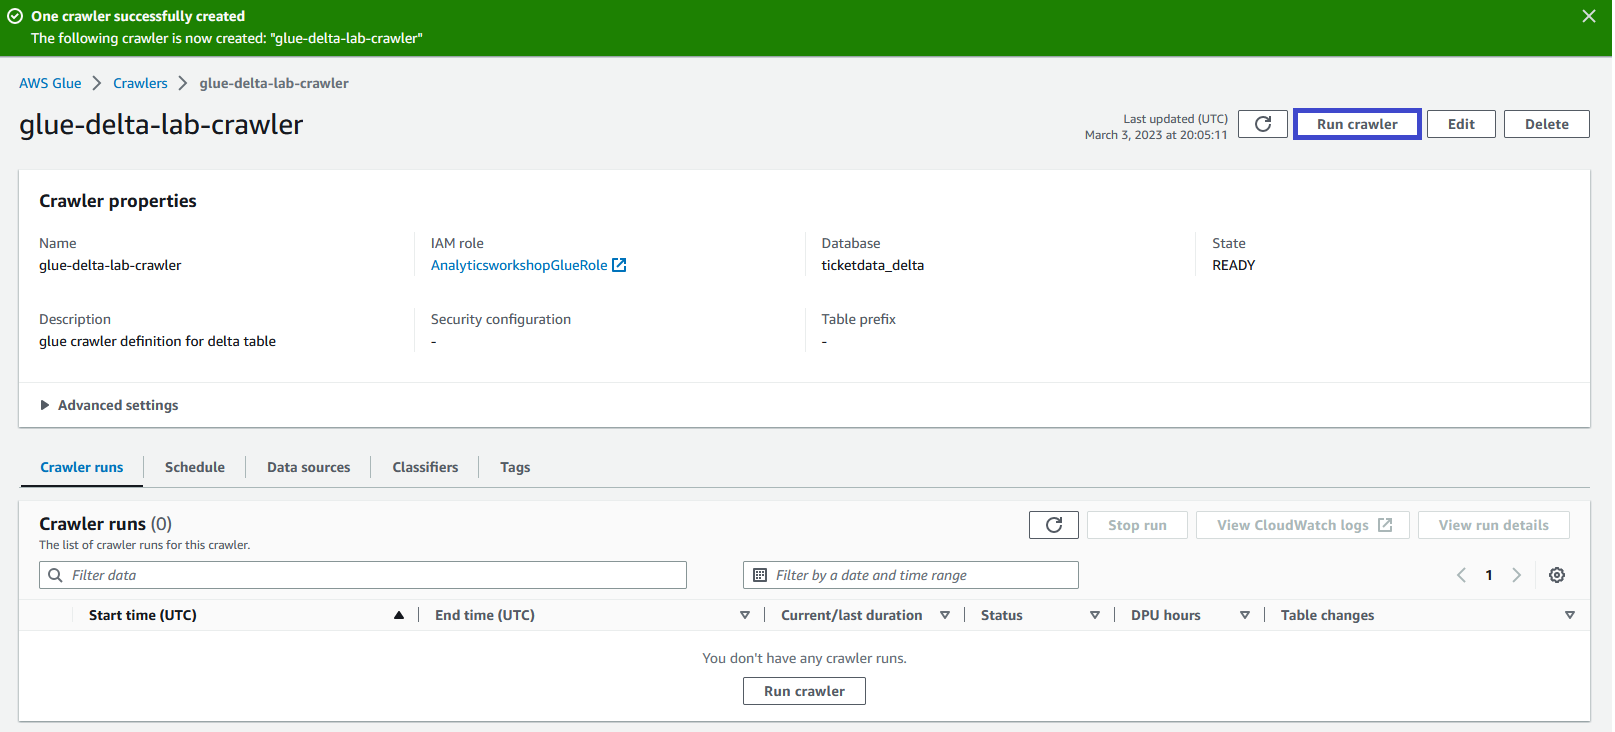 One crawler successfully created
The following crawler is now created: "glue-delta-lab-crawler"
AWS Glue Crawlers glue-delta-lab-crawler
glue-delta-lab-crawler
Last updated (UTC)
March 3, 2023 at 20:05:11
Run crawler
Edit
Delete
Crawler properties
Name
glue-delta-lab-crawler
IAM role
AnalyticsworkshopGlueRole
Database
ticketdata_delta
State
READY
Description
glue crawler definition for delta table
Security configuration
-
Table prefix
-
Advanced settings
Crawler runs
Schedule
Data sources
Classifiers
Tags
Crawler runs (0)
The list of crawler runs for this crawler.
Stop run
View CloudWatch logs
View run details
Filter data
Filter by a date and time range
1
Start time (UTC)
End time (UTC)
Current/last duration
Status
DPU hours
Table changes
You don't have any crawler runs.
Run crawler